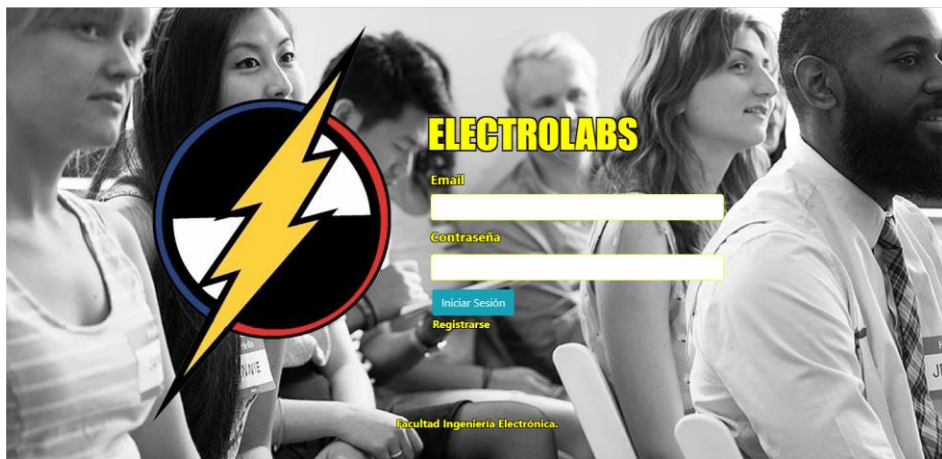 ELECTROLABS
Email
Contraseña
Iniciar Sesión
Registrarse
Facultad Ingeniería Electrónica.